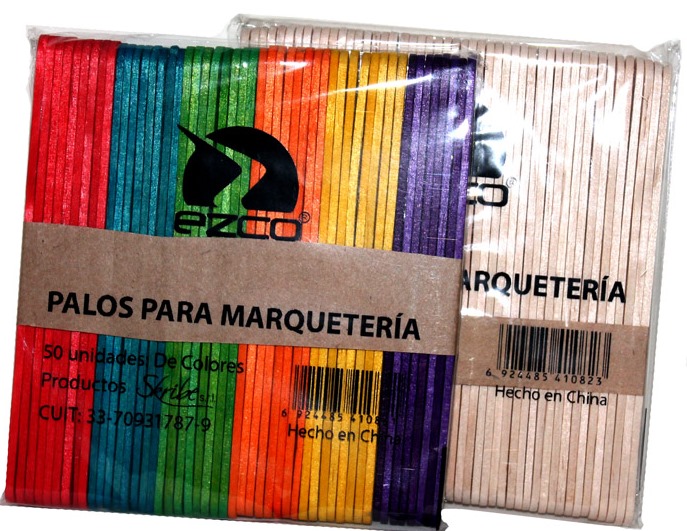 ezco®
PALOS PARA MARQUETERÍA
50 unidades. De Colores
Productos Skribe s.r.l.
CUIT: 33-70931787-9
Hecho en China
ARQUETERÍA
6 924485 410823
Hecho en China